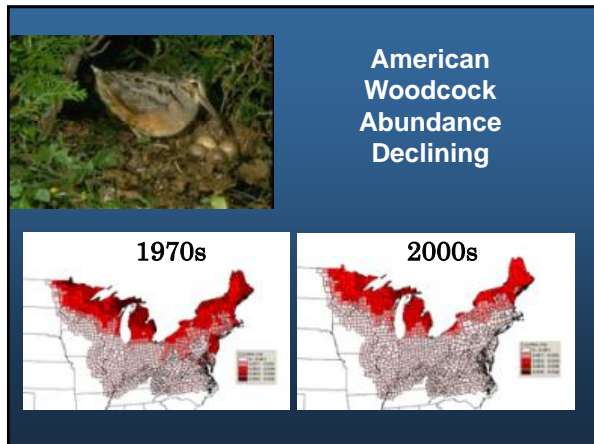 American
Woodcock
Abundance
Declining
1970s
2000s